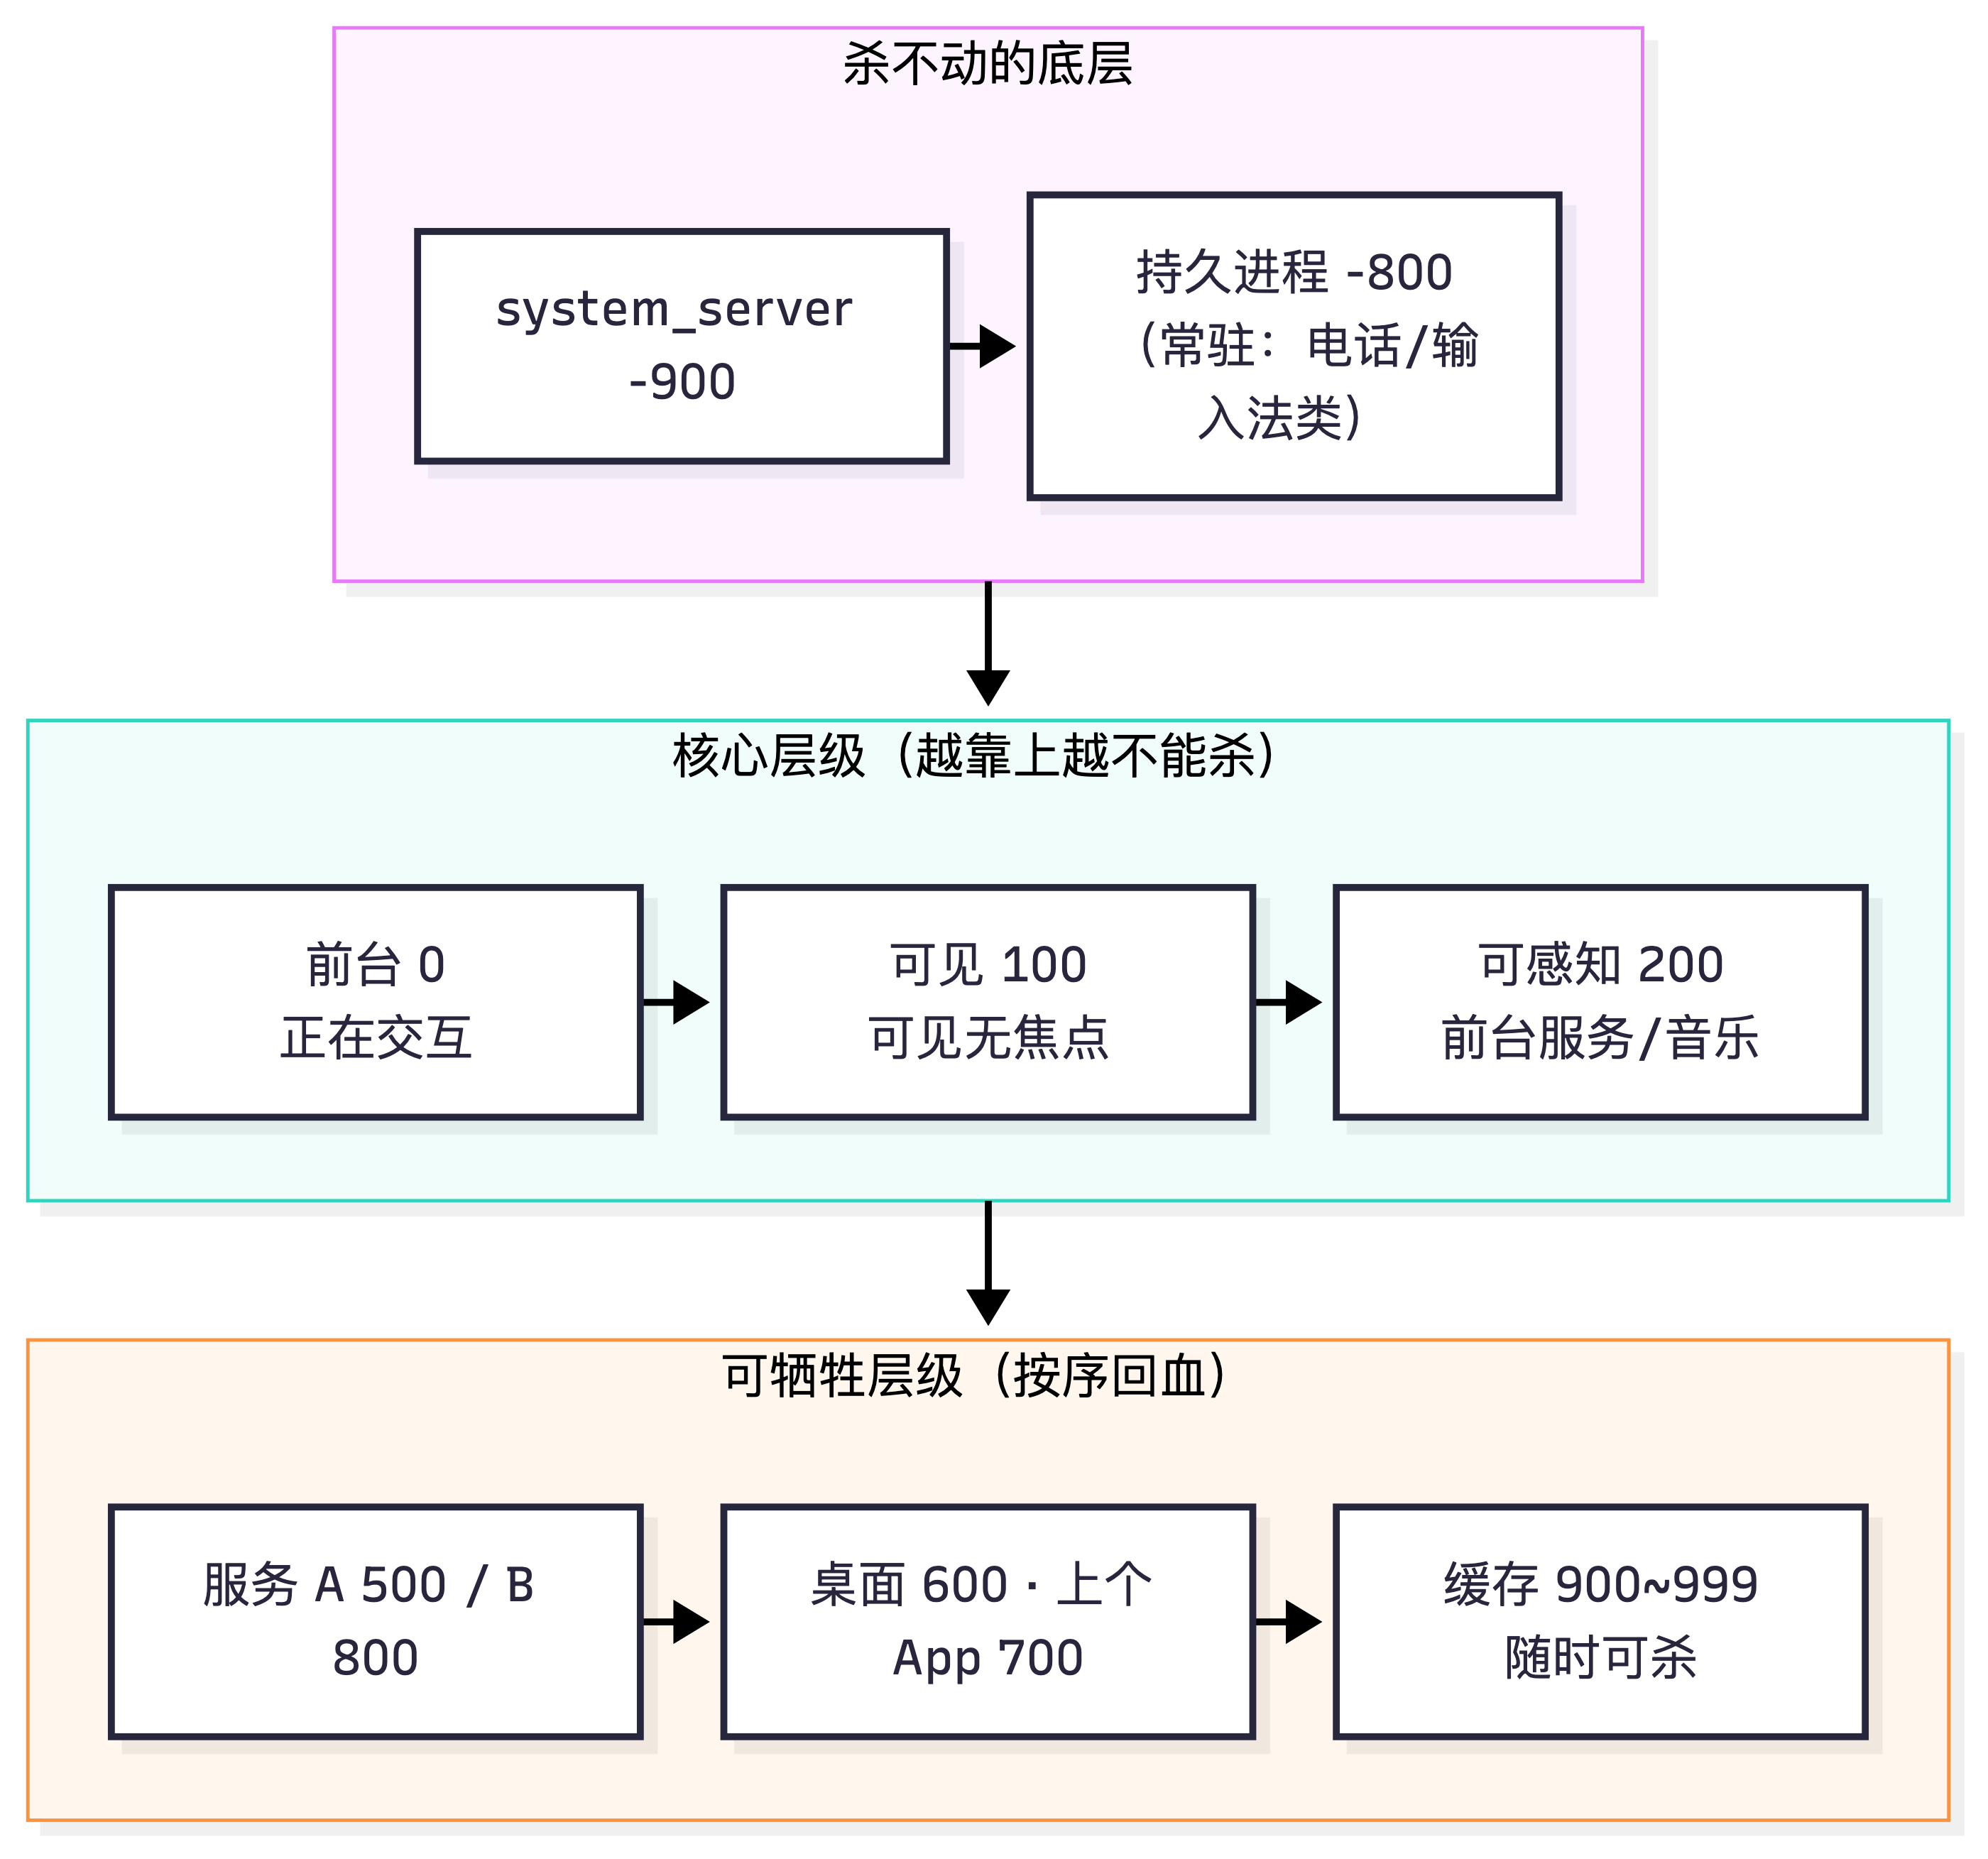 杀不动的底层
system_server
-900
持久进程 -800
(常驻：电话/输
入法类）
核心层级（越靠上越不能杀）
前台 0
正在交互
可见 100
可见无焦点
可感知 200
前台服务/音乐
可牺牲层级（按序回血）
服务 A 500 / B
800
桌面 600 · 上个
App 700
缓存 900~999
随时可杀